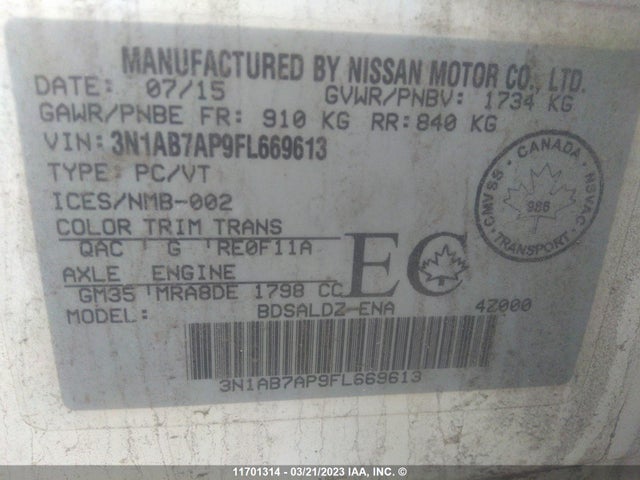 MANUFACTURED BY NISSAN MOTOR CO., LTD.
DATE: 07/15 GVWR/PNBV: 1734 KG
GAWR/PNBE FR: 910 KG RR: 840 KG
VIN: 3N1AB7AP9FL669613
TYPE: PC/VT
ICES/NMB-002
COLOR TRIM TRANS
QAC G RE0F11A
AXLE ENGINE
GM35 MRA8DE 1798 CC
MODEL: BDSALDZ-ENA 4Z000
EC
CANADA
CMVSS NSVAC
986
TRANSPORT
3N1AB7AP9FL669613
11701314 - 03/21/2023 IAA, INC. ©